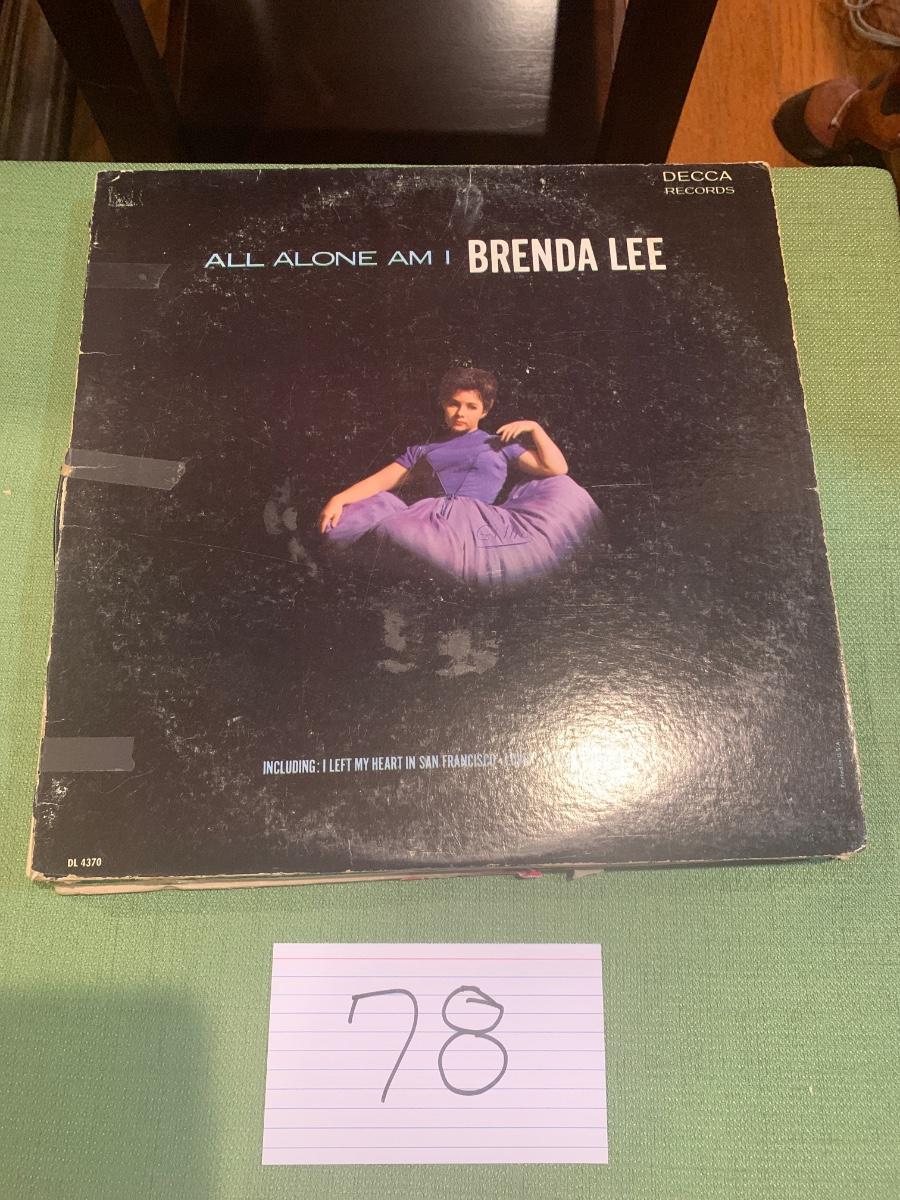 DECCA
RECORDS
ALL ALONE AM I BRENDA LEE
INCLUDING: I LEFT MY HEART IN SAN FRANCISCO
DL 4370
78